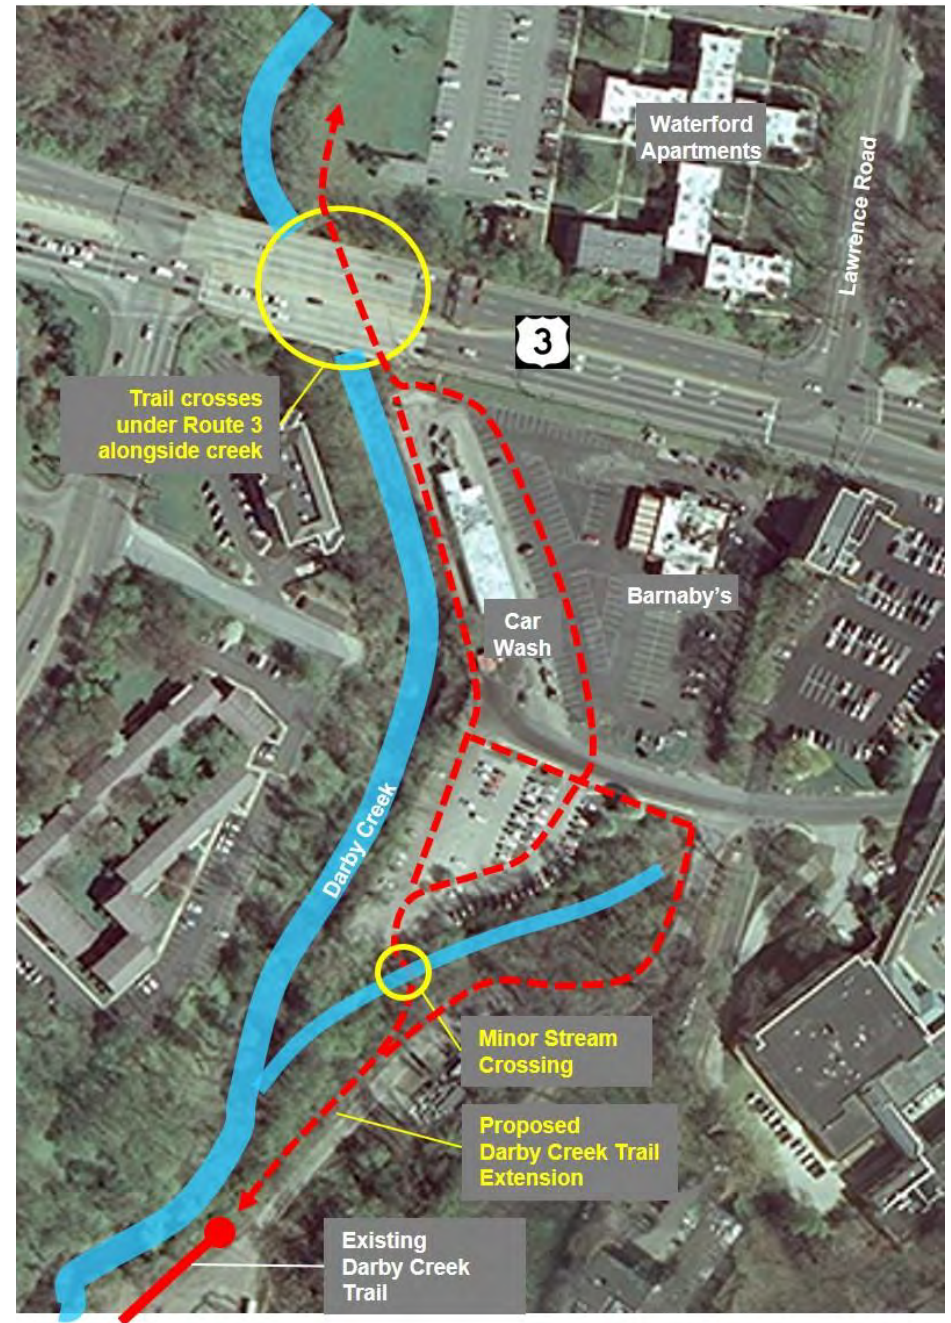 Waterford
Apartments
Lawrence Road
3
Trail crosses
under Route 3
alongside creek
Barnaby's
Car
Wash
Darby Creek
Minor Stream
Crossing
Proposed
Darby Creek Trail
Extension
Existing
Darby Creek
Trail